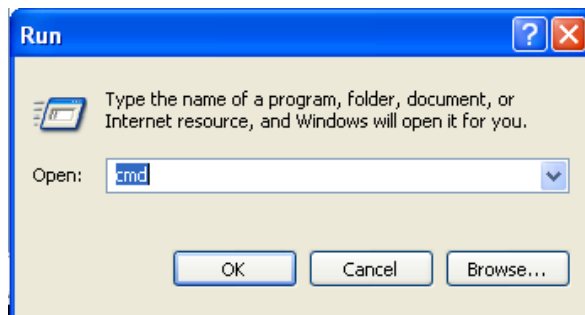 Run
Type the name of a program, folder, document, or
Internet resource, and Windows will open it for you.
Open: cmd
OK Cancel Browse...